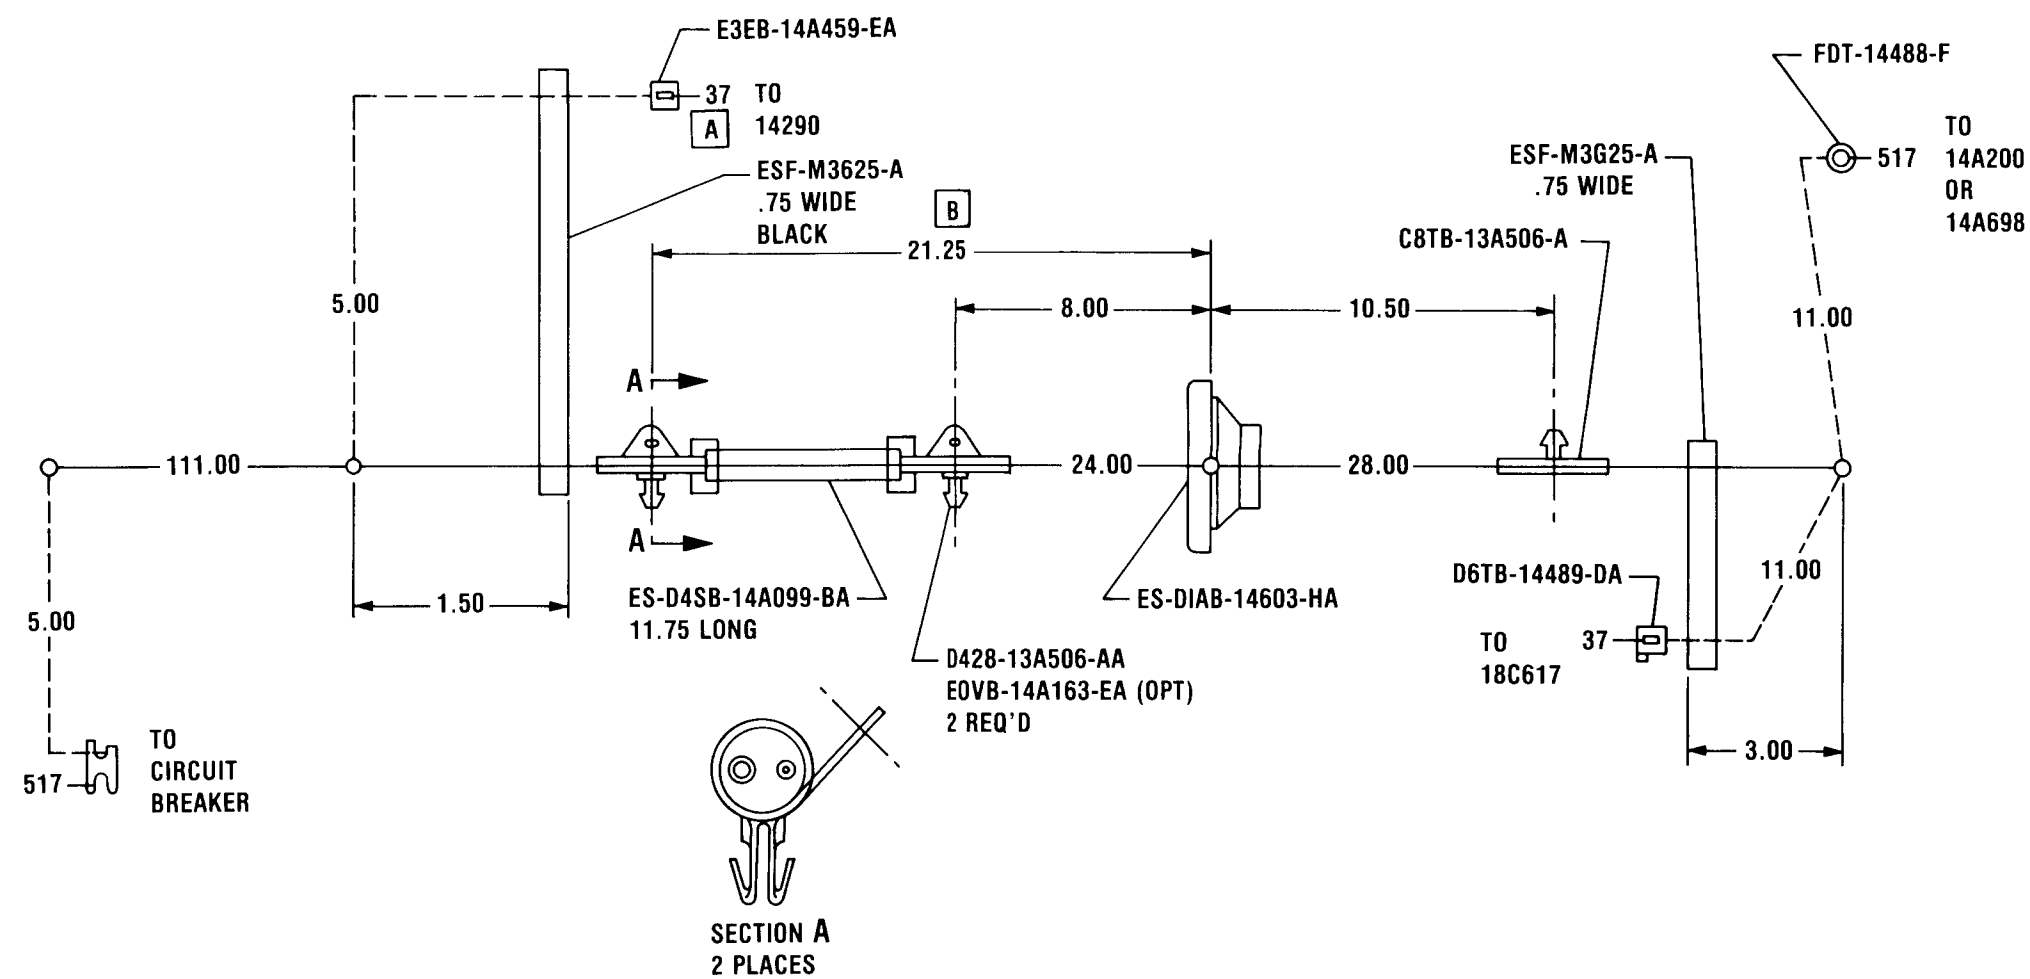 E3EB-14A459-EA
37 TO
14290
A
ESF-M3625-A
.75 WIDE
BLACK
B
21.25
5.00
8.00
10.50
FDT-14488-F
517
TO
14A200
OR
14A698
ESF-M3G25-A
.75 WIDE
C8TB-13A506-A
11.00
A
111.00
24.00
28.00
A
1.50
ES-D4SB-14A099-BA
11.75 LONG
ES-DIAB-14603-HA
D6TB-14489-DA
11.00
TO 37
18C617
5.00
D428-13A506-AA
E0VB-14A163-EA (OPT)
2 REQ'D
3.00
517
TO
CIRCUIT
BREAKER
SECTION A
2 PLACES